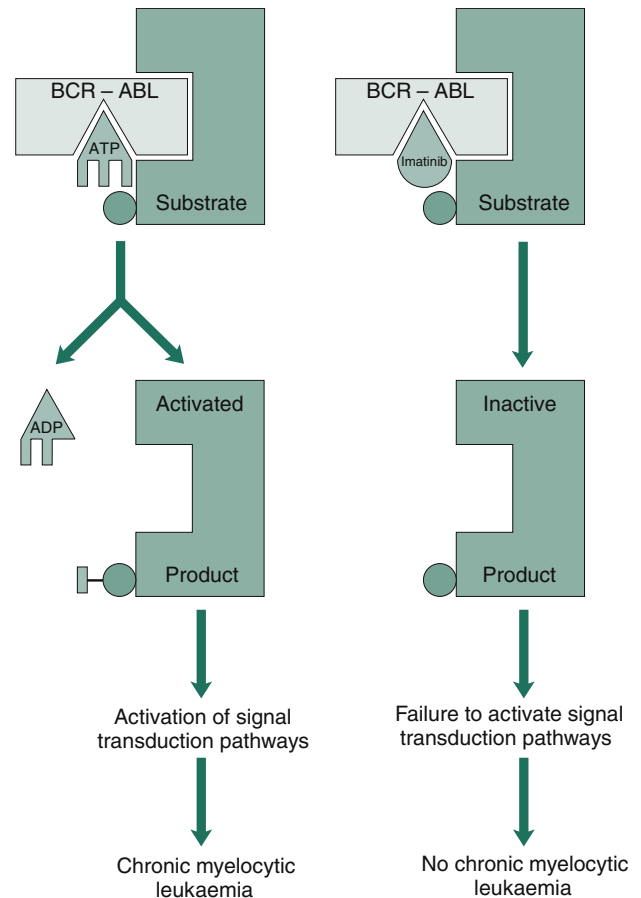 BCR – ABL
ATP
Substrate
ADP
Activated
Product
Activation of signal
transduction pathways
Chronic myelocytic
leukaemia
BCR – ABL
Imatinib
Substrate
Inactive
Product
Failure to activate signal
transduction pathways
No chronic myelocytic
leukaemia